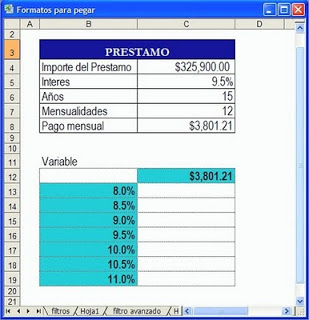 Formatos para pegar
B C D E
2
3 PRESTAMO
4 Importe del Prestamo $325,900.00
5 Interes 9.5%
6 Años 15
7 Mensualidades 12
8 Pago mensual $3,801.21
9
10
11 Variable
12 $3,801.21
13 8.0%
14 8.5%
15 9.0%
16 9.5%
17 10.0%
18 10.5%
19 11.0%
20
21
filtros Hoja1 filtro avanzado H